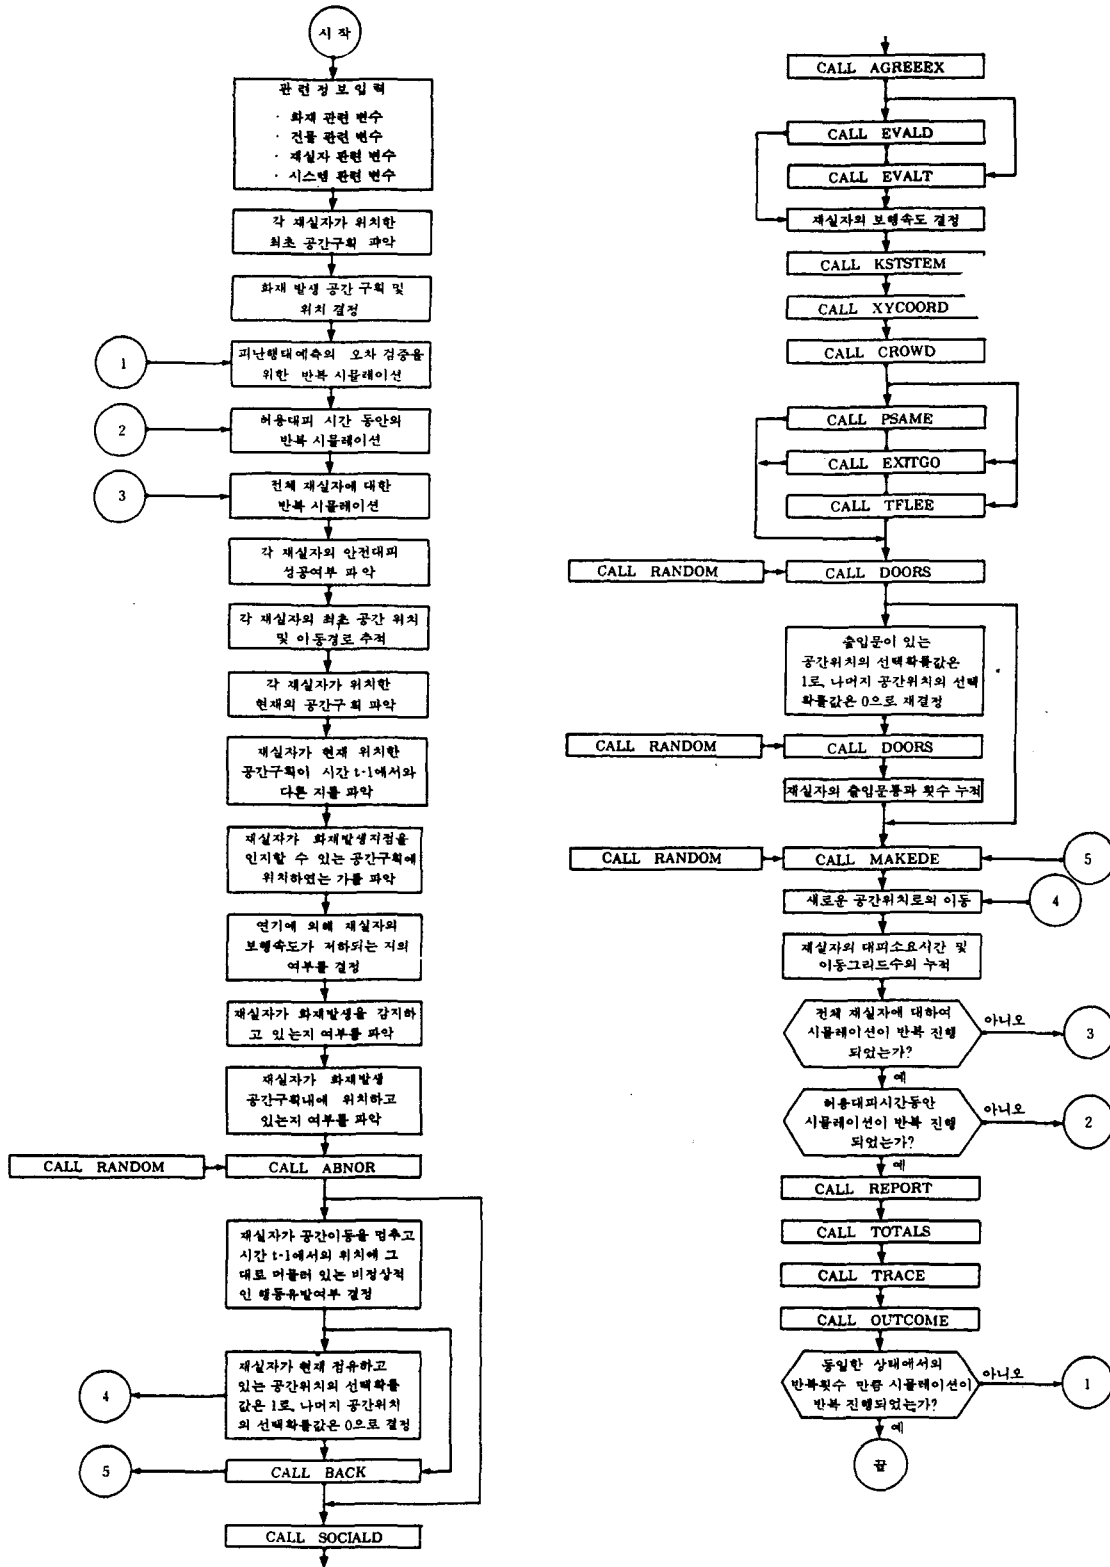 시 작
관 련 정 보 입 력
· 화재 관련 변수
· 건물 관련 변수
· 재실자 관련 변수
· 시스템 관련 변수
각 재실자가 위치한
최초 공간구획 파악
화재 발생 공간 구획 및
위치 결정
1
피난행태예측의 오차 검증을
위한 반복 시뮬레이션
2
허용대피 시간 동안의
반복 시뮬레이션
3
전체 재실자에 대한
반복 시뮬레이션
각 재실자의 안전대피
성공여부 파악
각 재실자의 최초 공간 위치
및 이동경로 추적
각 재실자가 위치한
현재의 공간구획 파악
재실자가 현재 위치한
공간구획이 시간 t-1에서와
다른 지를 파악
재실자가 화재발생지점을
인지할 수 있는 공간구획에
위치하였는 가를 파악
연기에 의해 재실자의
보행속도가 저하되는 지의
여부를 결정
재실자가 화재발생을 감지하
고 있는지 여부를 파악
재실자가 화재발생
공간구획내에 위치하고
있는지 여부를 파악
CALL RANDOM
CALL ABNOR
재실자가 공간이동을 멈추고
시간 t-1에서의 위치에 그
대로 머물러 있는 비정상적
인 행동유발여부 결정
재실자가 현재 점유하고
있는 공간위치의 선택확률
값은 1로, 나머지 공간위치
의 선택확률값은 0으로 결정
4
5
CALL BACK
CALL SOCIALD
CALL AGREEEX
CALL EVALD
CALL EVALT
재실자의 보행속도 결정
CALL KSTSTEM
CALL XYCOORD
CALL CROWD
CALL PSAME
CALL EXITGO
CALL TFLEE
CALL RANDOM
CALL DOORS
출입문이 있는
공간위치의 선택확률값은
1로, 나머지 공간위치의 선택
확률값은 0으로 재결정
CALL RANDOM
CALL DOORS
재실자의 출입문통과 횟수 누적
CALL RANDOM
CALL MAKEDE
5
새로운 공간위치로의 이동
4
재실자의 대피소요시간 및
이동그리드수의 누적
전체 재실자에 대하여
시뮬레이션이 반복 진행
되었는가?
아니오
3
예
허용대피시간동안
시뮬레이션이 반복 진행
되었는가?
아니오
2
예
CALL REPORT
CALL TOTALS
CALL TRACE
CALL OUTCOME
동일한 상태에서의
반복횟수 만큼 시뮬레이션이
반복 진행되었는가?
아니오
1
예
끝